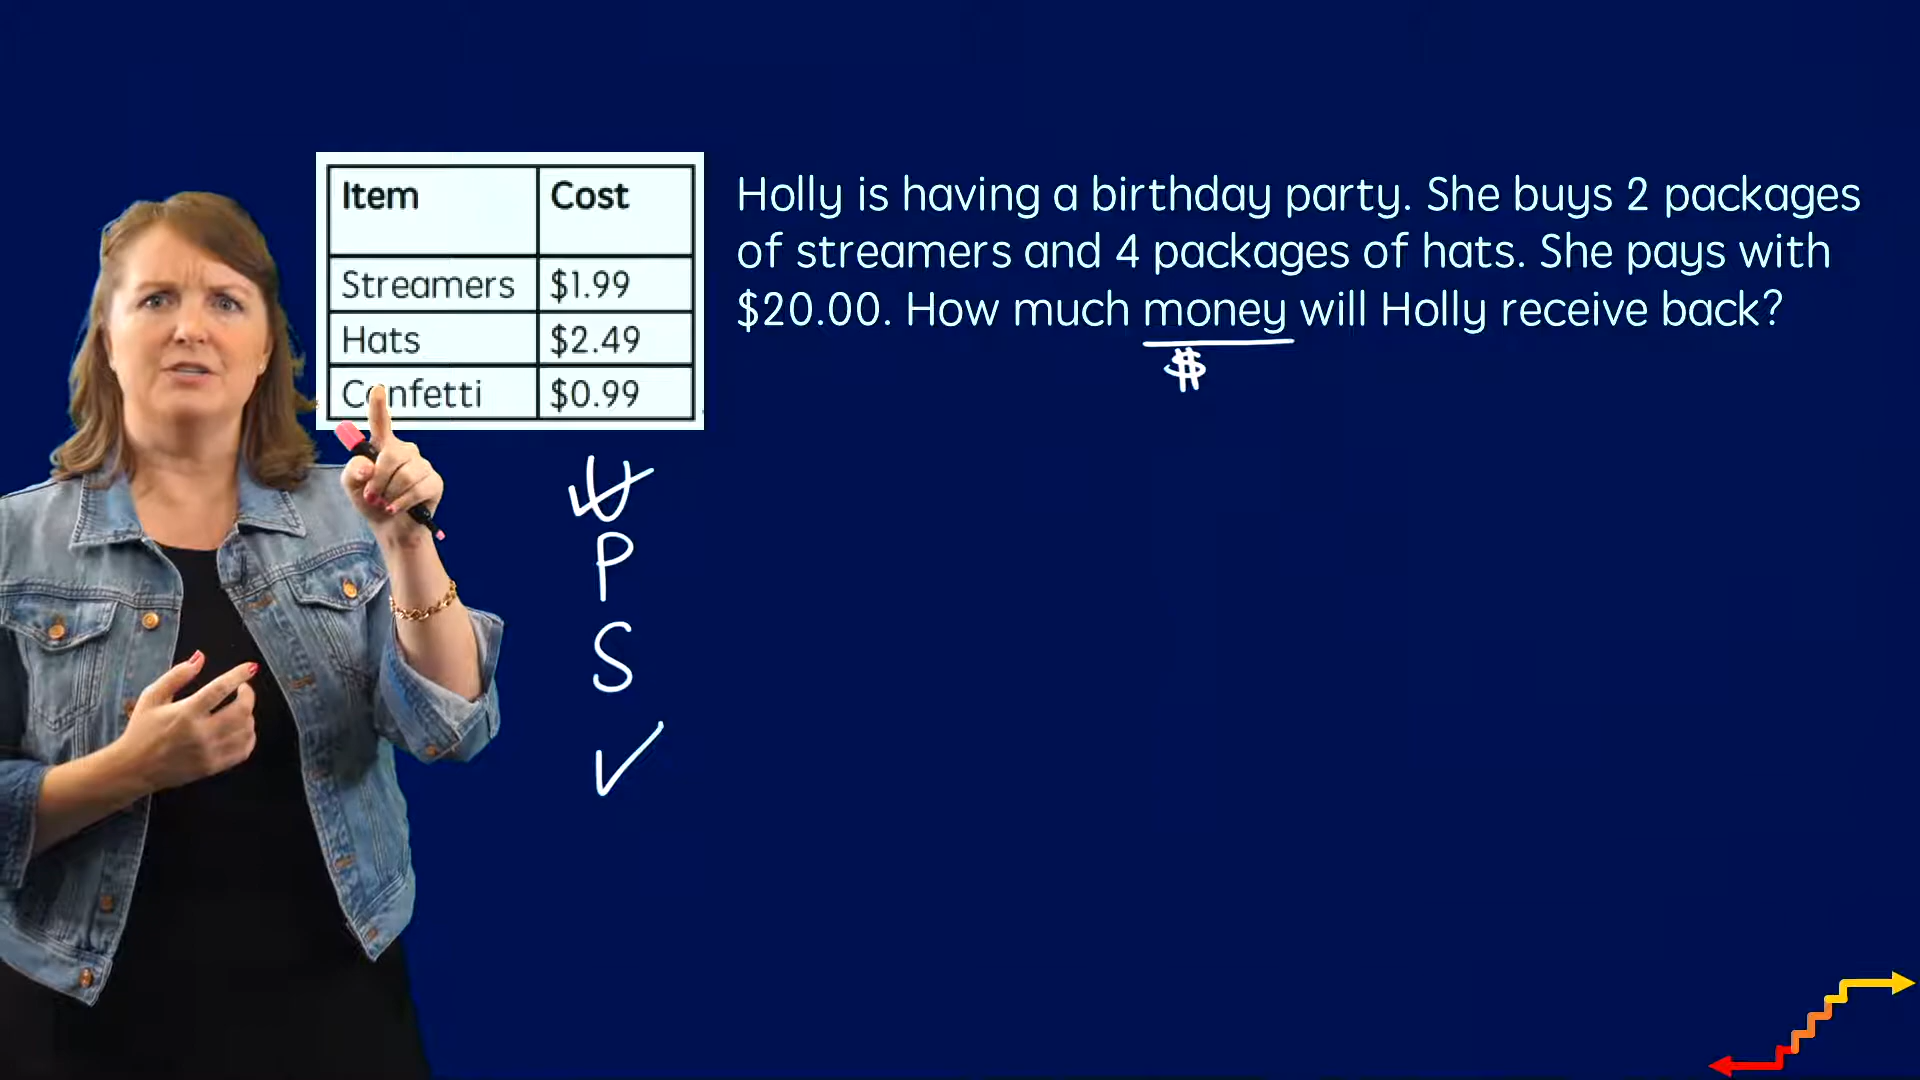 Item Cost
Streamers $1.99
Hats $2.49
Confetti $0.99
Holly is having a birthday party. She buys 2 packages
of streamers and 4 packages of hats. She pays with
$20.00. How much money will Holly receive back?
$
U
P
S
✓